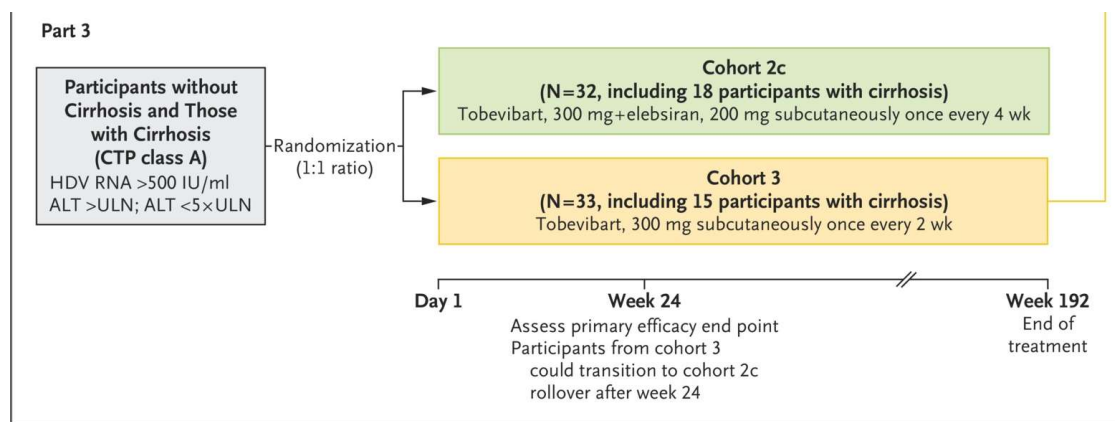 Part 3
Participants without
Cirrhosis and Those
with Cirrhosis
(CTP class A)
HDV RNA >500 IU/ml
ALT >ULN; ALT <5×ULN
Randomization
(1:1 ratio)
Cohort 2c
(N=32, including 18 participants with cirrhosis)
Tobevibart, 300 mg+elebsiran, 200 mg subcutaneously once every 4 wk
Cohort 3
(N=33, including 15 participants with cirrhosis)
Tobevibart, 300 mg subcutaneously once every 2 wk
Day 1
Week 24
Assess primary efficacy end point
Participants from cohort 3
could transition to cohort 2c
rollover after week 24
Week 192
End of
treatment